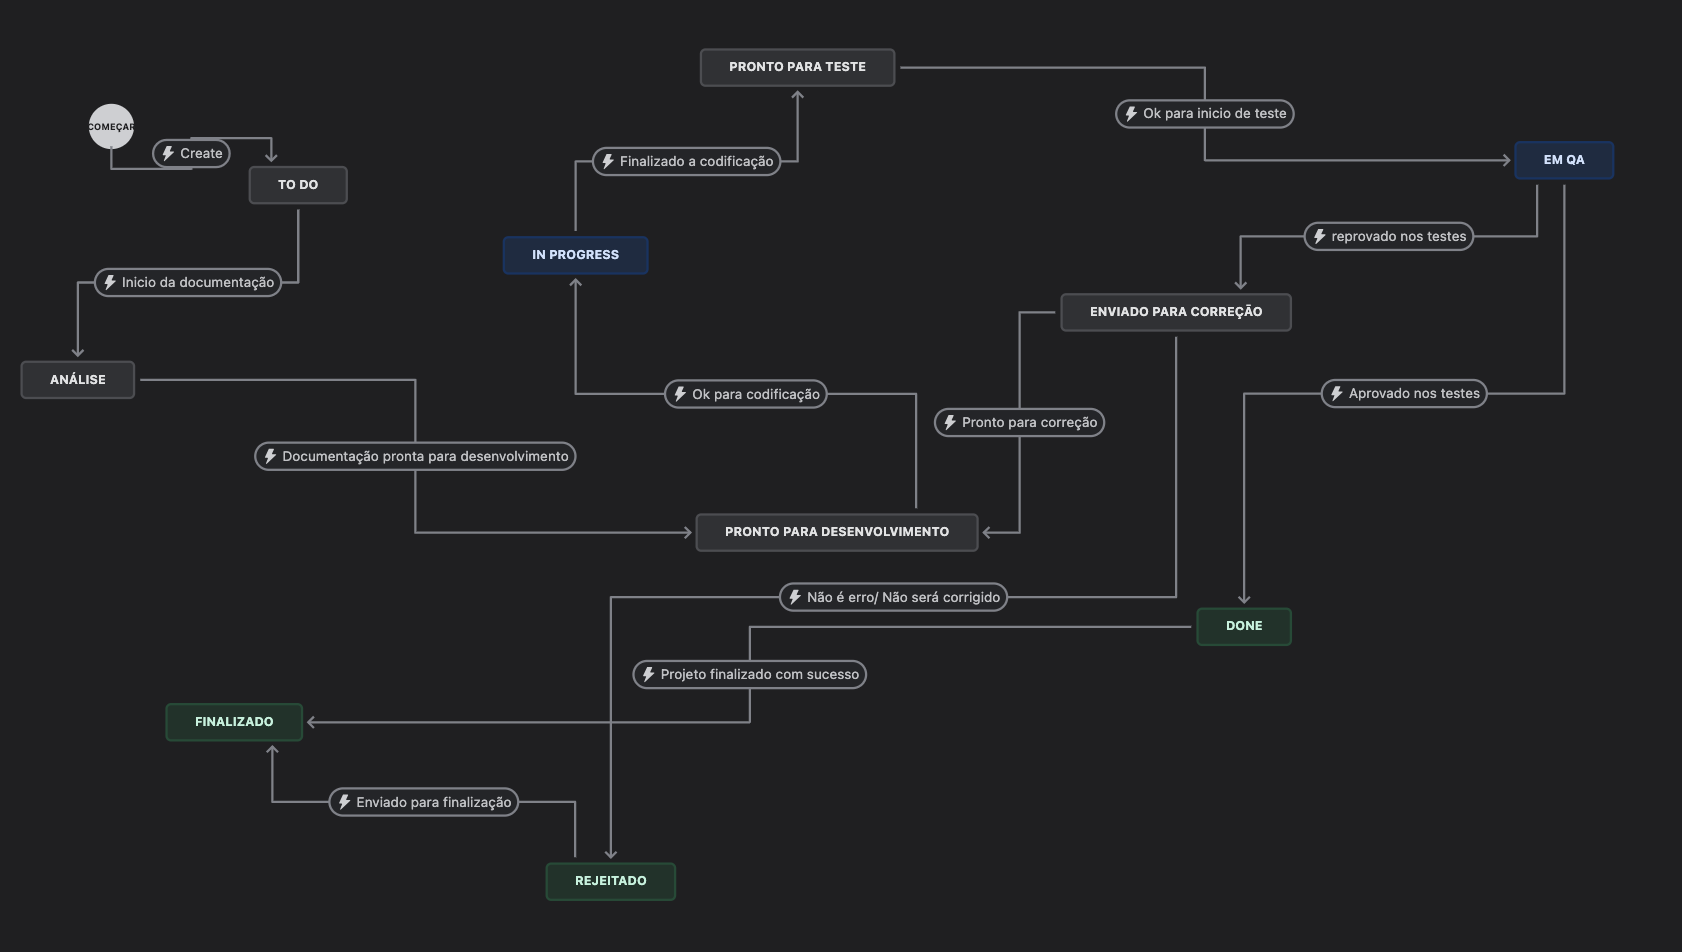 PRONTO PARA TESTE
Ok para inicio de teste
COMEÇAR
Create
Finalizado a codificação
EM QA
TO DO
reprovado nos testes
IN PROGRESS
Inicio da documentação
ENVIADO PARA CORREÇÃO
ANÁLISE
Ok para codificação
Aprovado nos testes
Pronto para correção
Documentação pronta para desenvolvimento
PRONTO PARA DESENVOLVIMENTO
Não é erro/ Não será corrigido
DONE
Projeto finalizado com sucesso
FINALIZADO
Enviado para finalização
REJEITADO